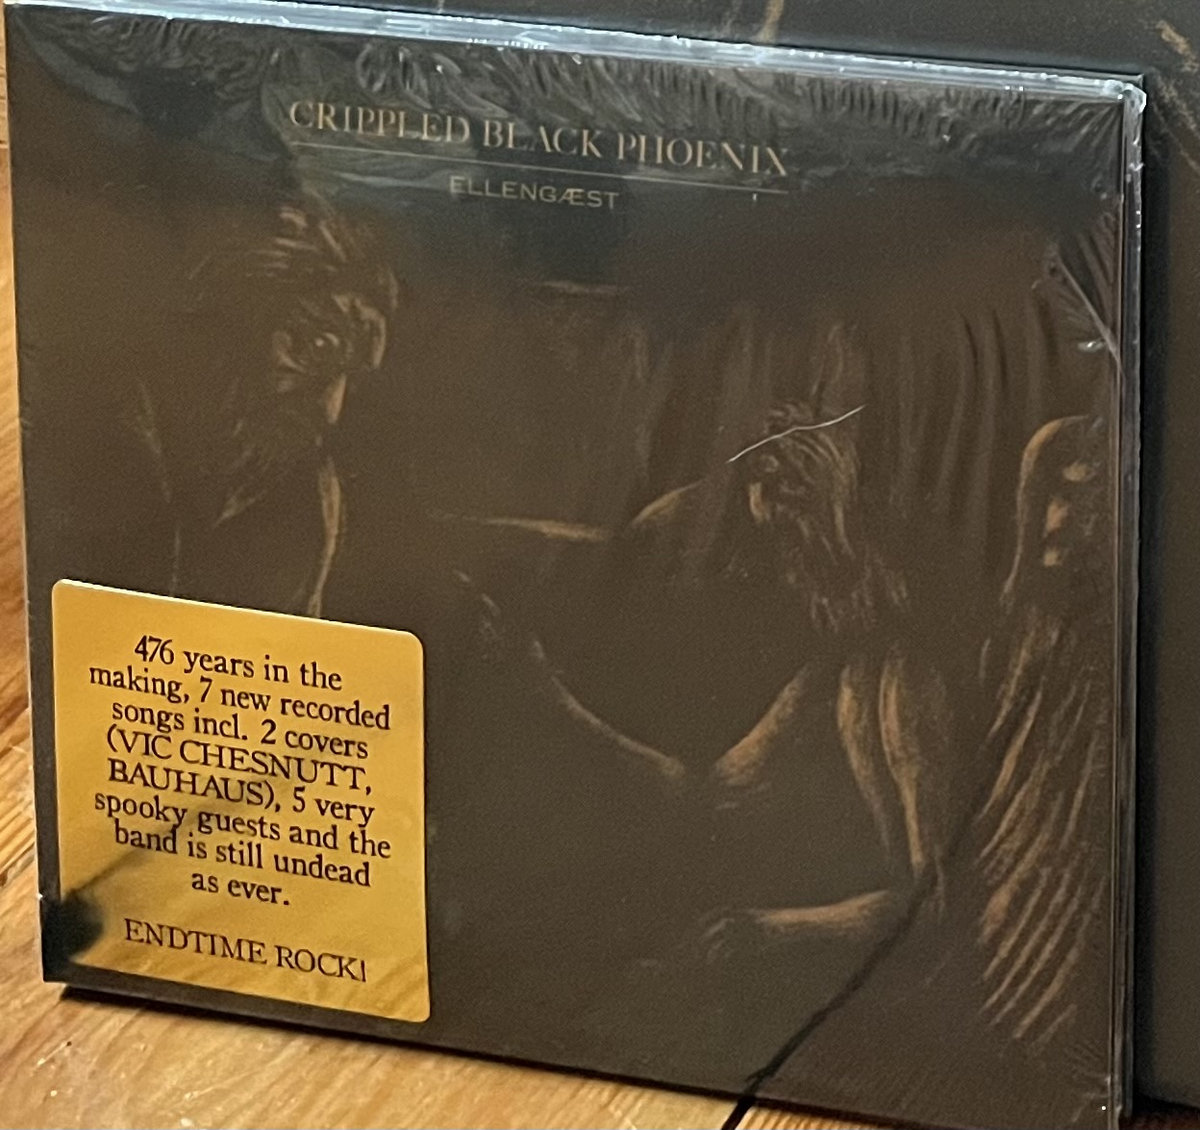 CRIPPLED BLACK PHOENIX
ELLENGÆST
476 years in the
making, 7 new recorded
songs incl. 2 covers
(VIC CHESNUTT,
BAUHAUS), 5 very
spooky guests and the
band is still undead
as ever.
ENDTIME ROCK!